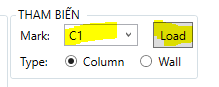 THAM BIẾN
Mark: C1 Load
Type: Column Wall